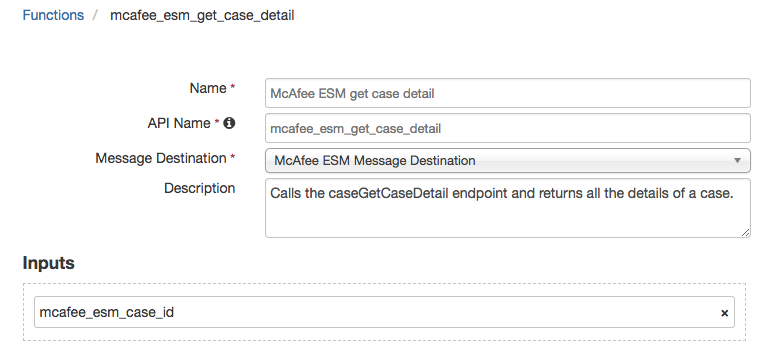 Functions / mcafee_esm_get_case_detail
Name * McAfee ESM get case detail
API Name * mcafee_esm_get_case_detail
Message Destination * McAfee ESM Message Destination
Description Calls the caseGetCaseDetail endpoint and returns all the details of a case.
Inputs
mcafee_esm_case_id ×